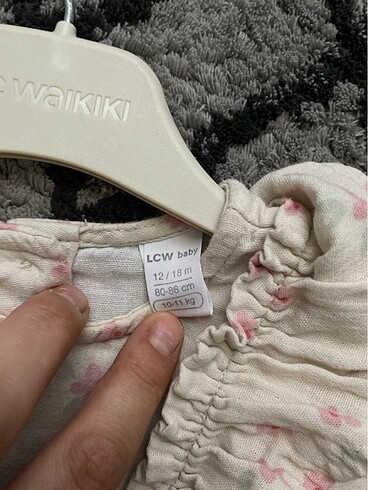 WAIKIKI
LCW baby
12 / 18 m
80-86 cm
10-11 kg